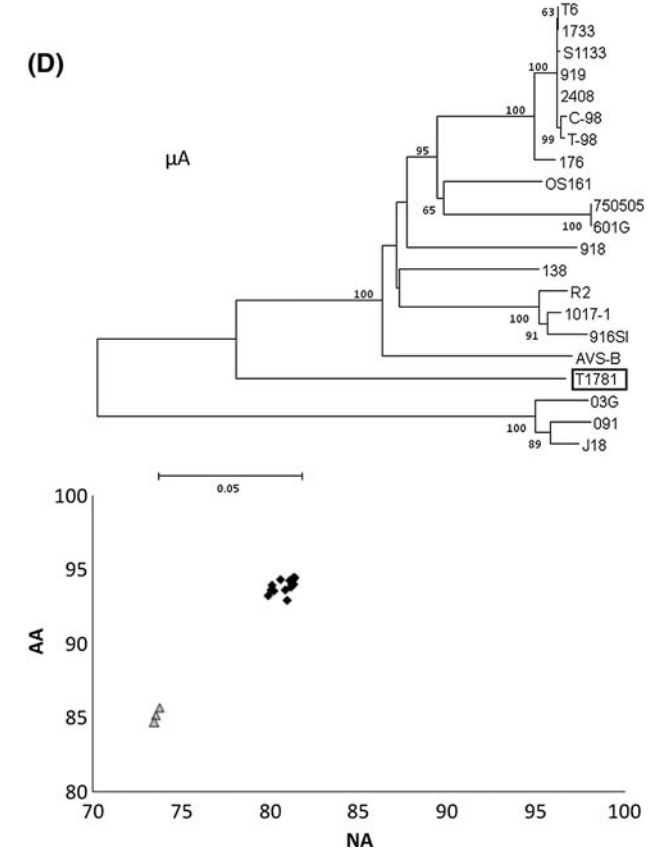 (D)
μA
63
T6
1733
S1133
100
919
2408
100
C-98
99
T-98
95
176
OS161
65
750505
100
601G
918
138
100
R2
100
1017-1
91
916SI
AVS-B
T1781
03G
100
091
89
J18
0.05
100
95
90
85
80
AA
70 75 80 85 90 95 100
NA